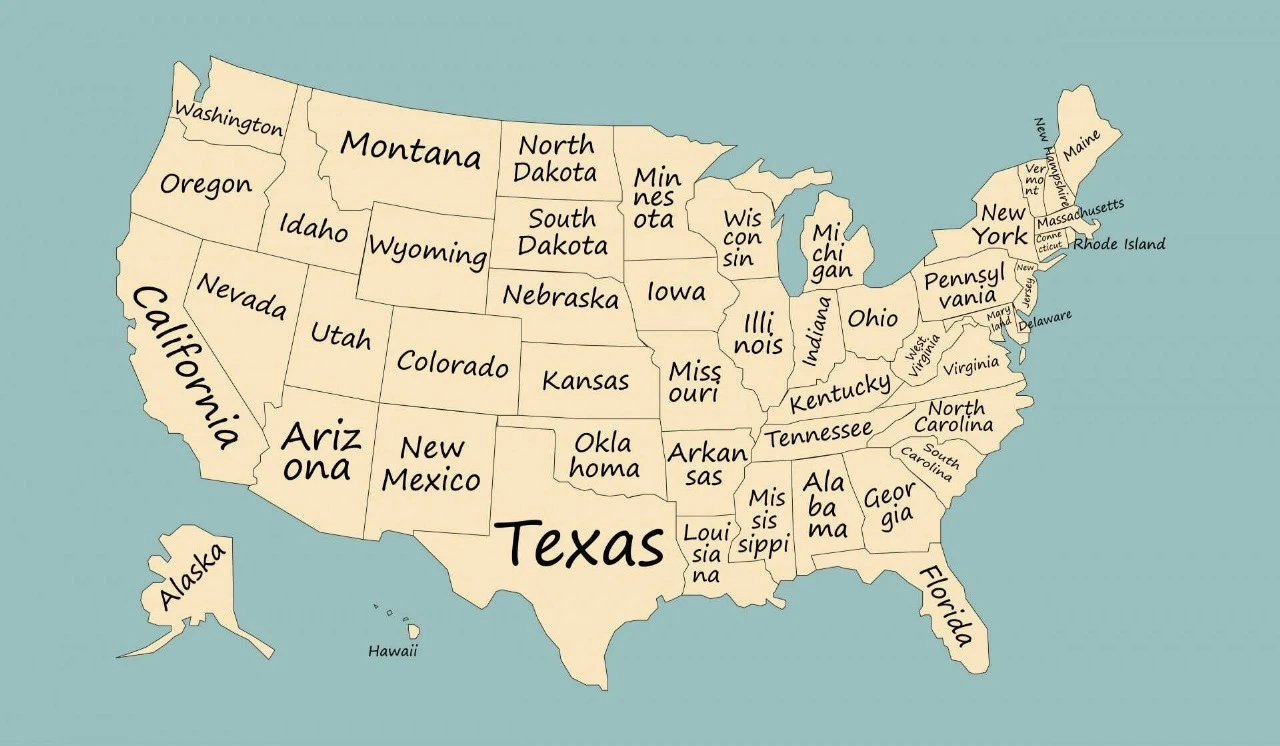 Washington
Montana
North
Dakota
Min
nes
ota
Oregon
Idaho
Wyoming
South
Dakota
Wis
con
sin
Mi
chi
gan
New
York
Ver
mo
nt
New Hampshire
Maine
Massachusetts
Conne
cticut
Rhode Island
California
Nevada
Utah
Colorado
Nebraska
Kansas
Iowa
Illi
nois
Indiana
Ohio
Pennsyl
vania
New
Jersey
Mary
land
Delaware
West
Virginia
Virginia
Miss
ouri
Kentucky
Ariz
ona
New
Mexico
Okla
homa
Arkan
sas
Tennessee
North
Carolina
South
Carolina
Texas
Loui
sia
na
Mis
sis
sippi
Ala
ba
ma
Geor
gia
Florida
Alaska
Hawaii